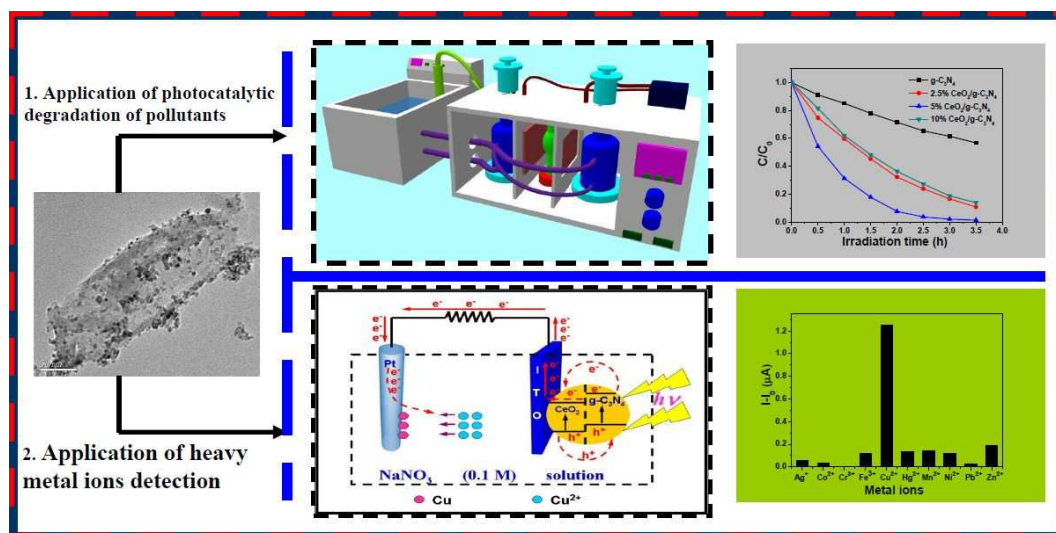 1. Application of photocatalytic
degradation of pollutants
2. Application of heavy
metal ions detection
C/C₀
1.0
0.8
0.6
0.4
0.2
0.0
0.0 0.5 1.0 1.5 2.0 2.5 3.0 3.5 4.0
Irradiation time (h)
g-C₃N₄
2.5% CeO₂/g-C₃N₄
5% CeO₂/g-C₃N₄
10% CeO₂/g-C₃N₄
e⁻ e⁻ e⁻
e⁻
e⁻
e⁻
e⁻
e⁻
e⁻
Pt
e⁻
e⁻
e⁻
I
T
O
e⁻
e⁻
e⁻
e⁻
e⁻ e⁻
CeO₂
g-C₃N₄
hν
h⁺ h⁺
h⁺
NaNO₃ (0.1 M) solution
Cu Cu²⁺
I-I₀ (μA)
1.2
1.0
0.8
0.6
0.4
0.2
0.0
Ag⁺ Co²⁺ Cr³⁺ Fe³⁺ Cu²⁺ Hg²⁺ Mn²⁺ Ni²⁺ Pb²⁺ Zn²⁺
Metal ions